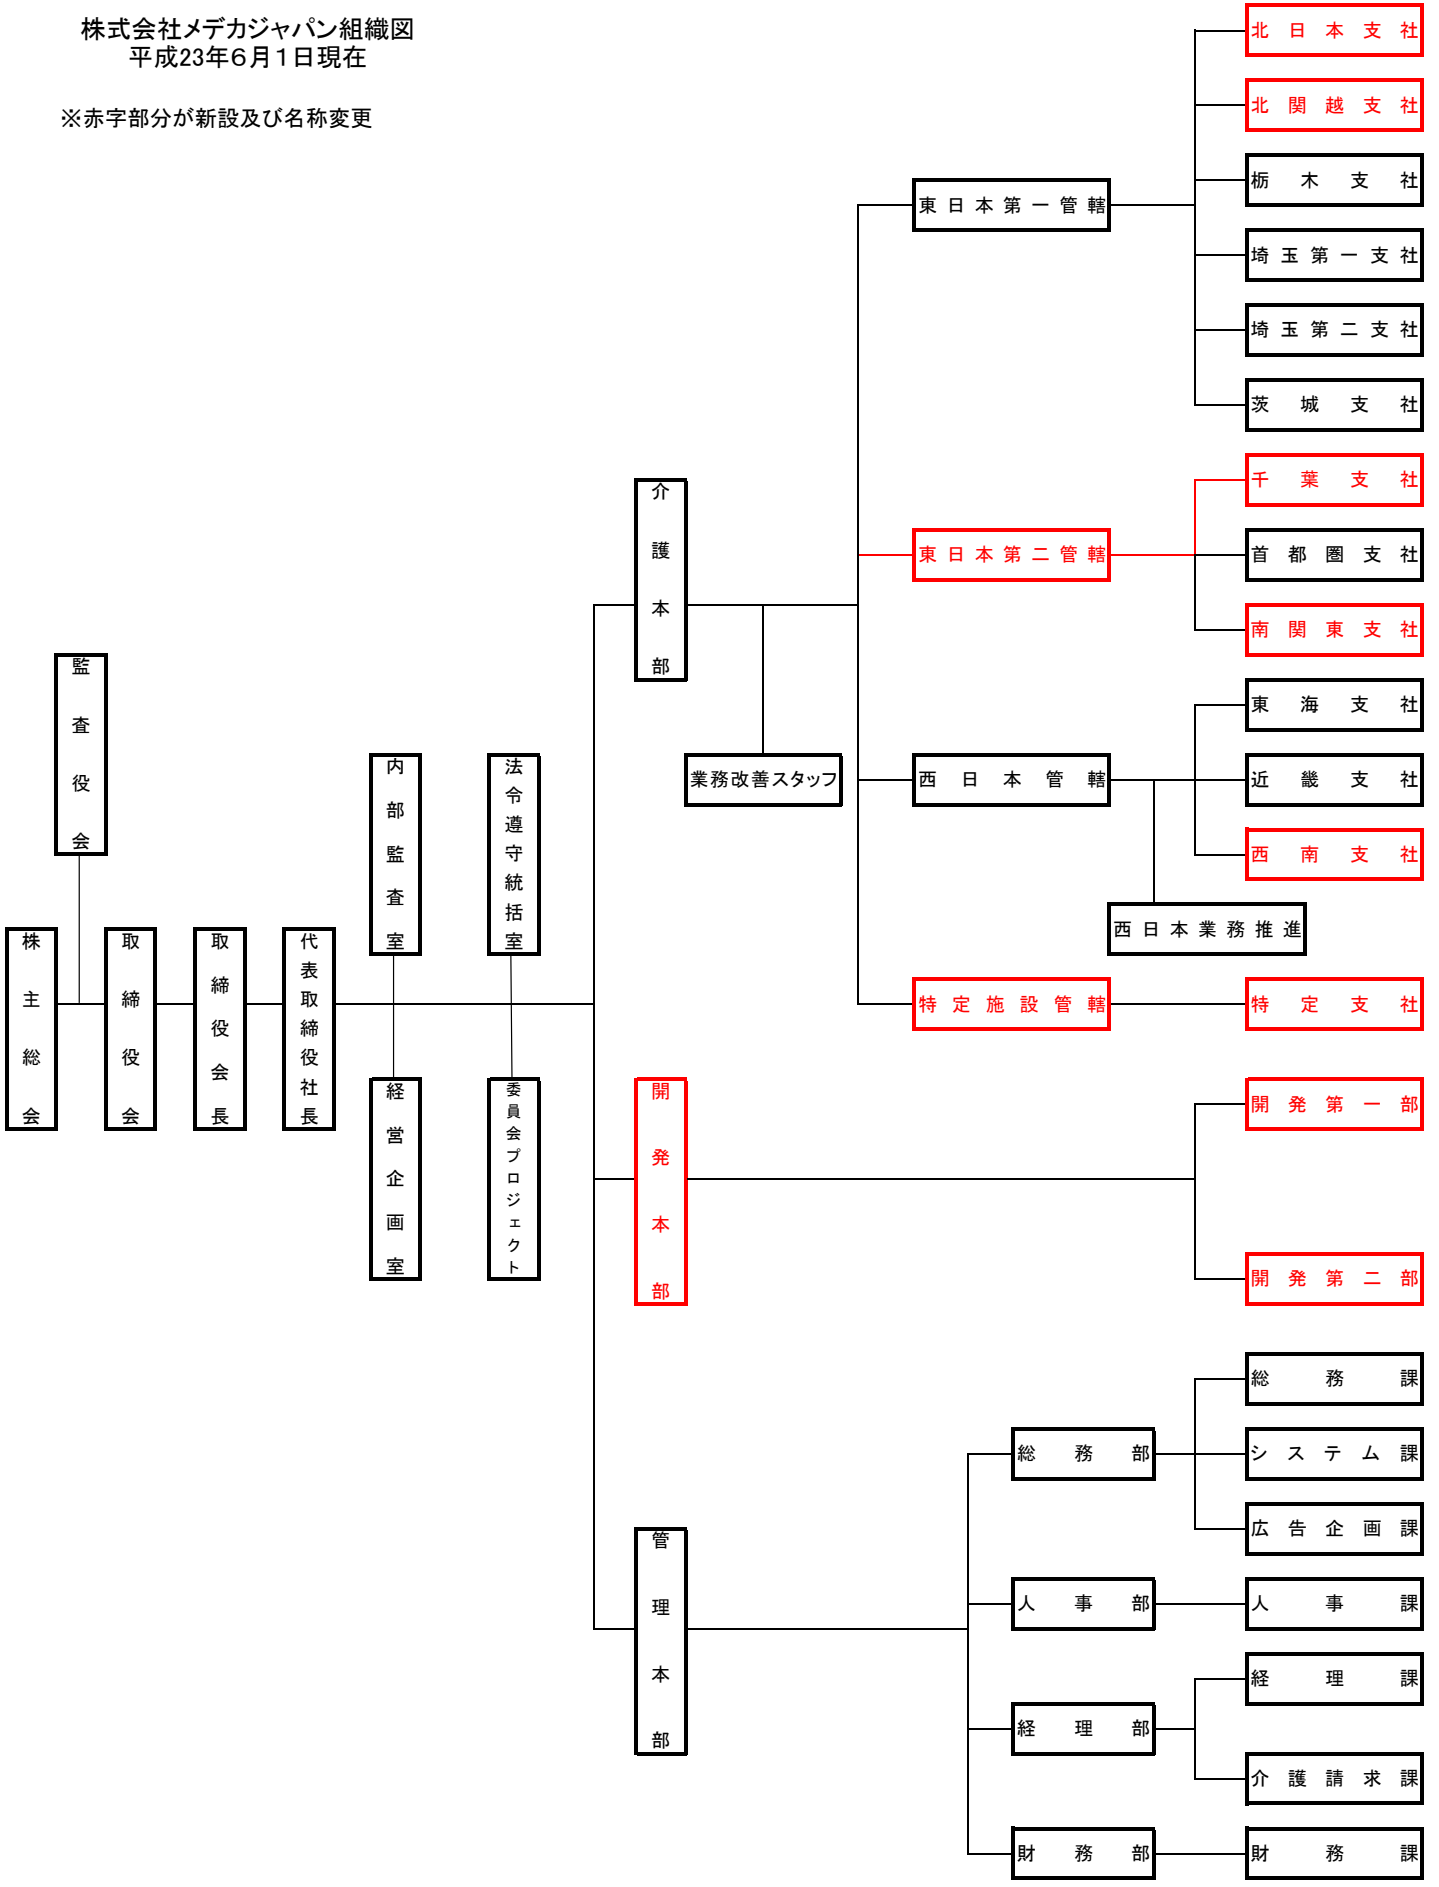 株式会社メデカジャパン組織図
平成23年6月1日現在
※赤字部分が新設及び名称変更
監査役会
株主総会
取締役会
取締役会長
代表取締役社長
内部監査室
経営企画室
法令遵守統括室
委員会プロジェクト
介護本部
業務改善スタッフ
東日本第一管轄
北日本支社
北関越支社
栃木支社
埼玉第一支社
埼玉第二支社
茨城支社
東日本第二管轄
千葉支社
首都圏支社
南関東支社
西日本管轄
東海支社
近畿支社
西南支社
西日本業務推進
特定施設管轄
特定支社
開発本部
開発第一部
開発第二部
管理本部
総務部
総務課
システム課
広告企画課
人事部
人事課
経理部
経理課
介護請求課
財務部
財務課